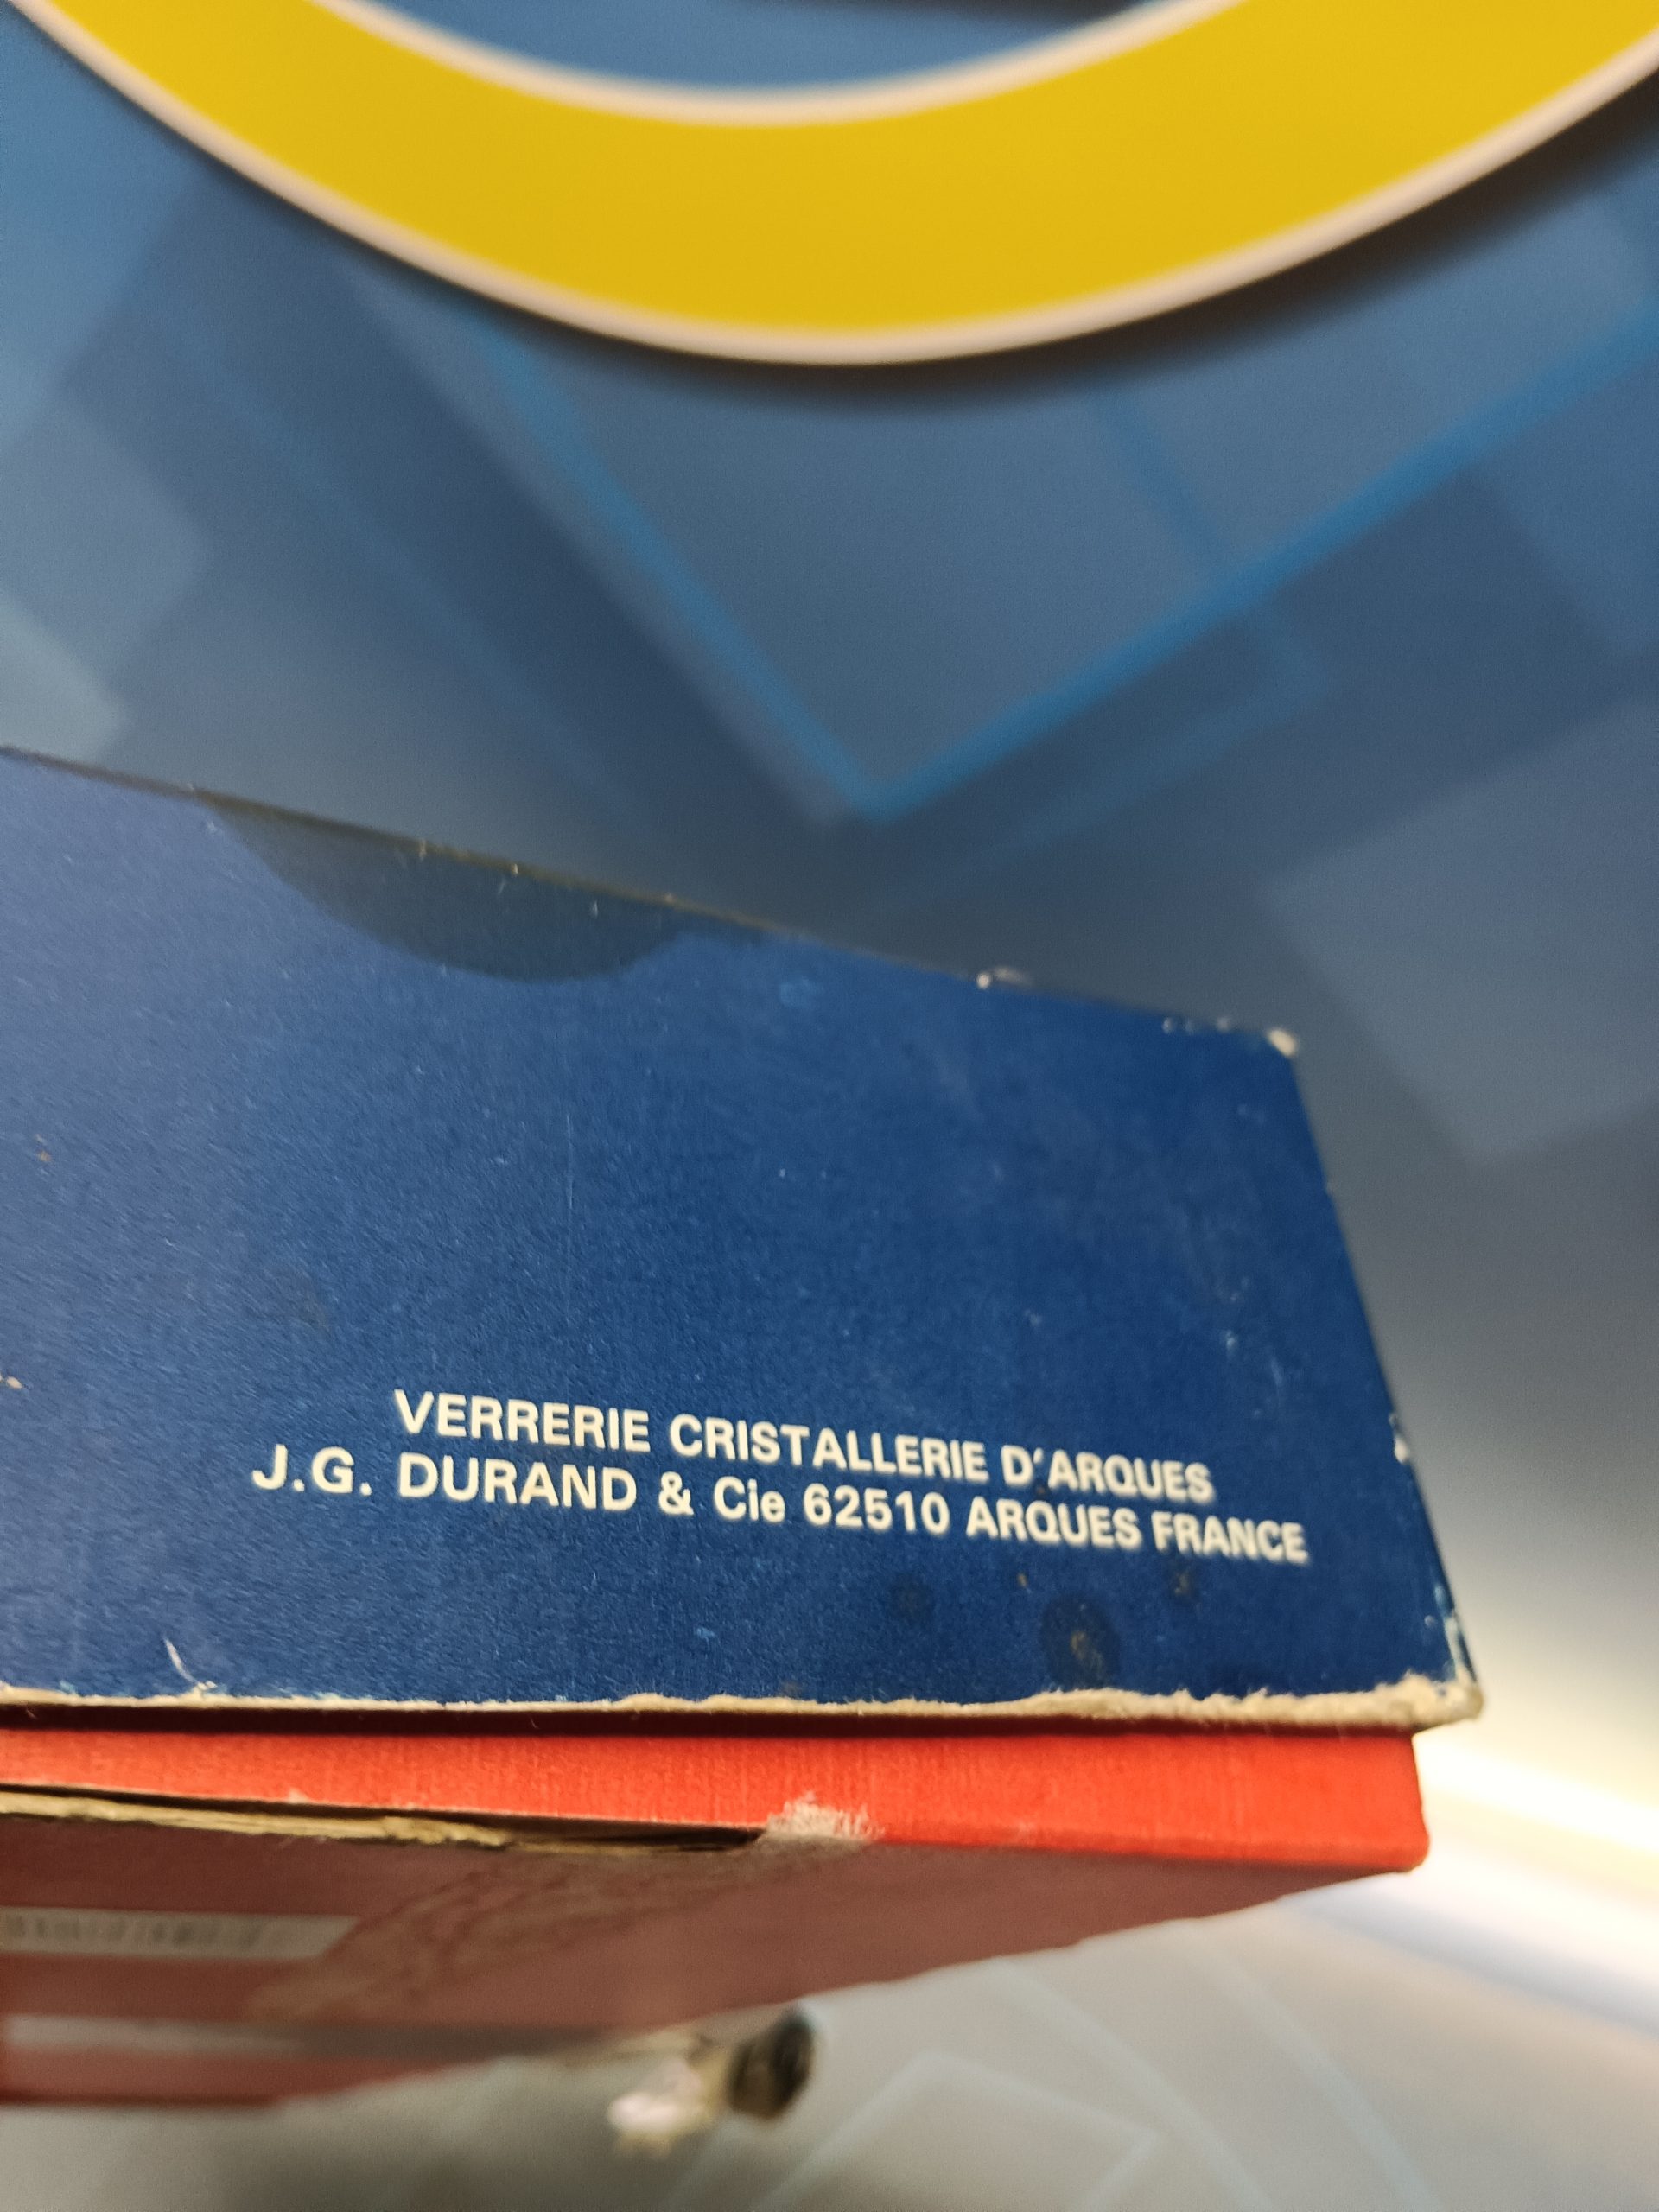 VERRERIE CRISTALLERIE D'ARQUES
J.G. DURAND & Cie 62510 ARQUES FRANCE